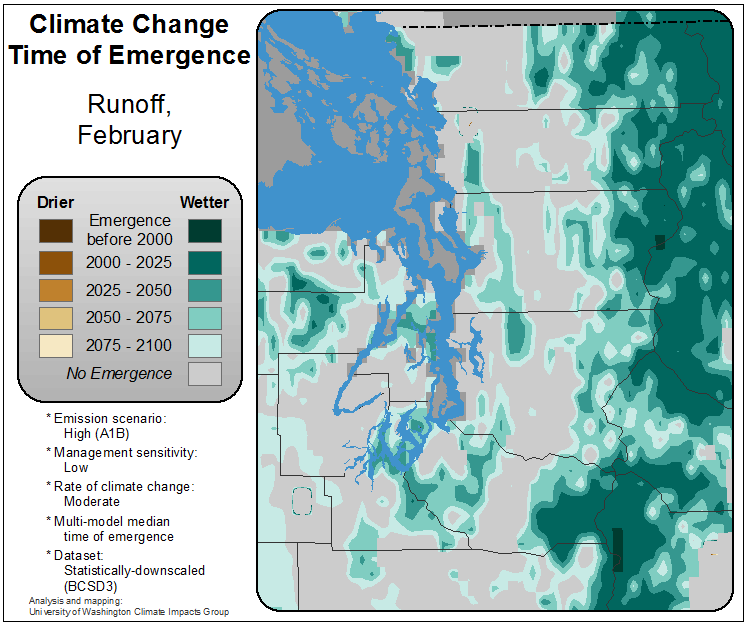 Climate Change
Time of Emergence
Runoff,
February
Drier Wetter
Emergence
before 2000
2000 - 2025
2025 - 2050
2050 - 2075
2075 - 2100
No Emergence
* Emission scenario:
High (A1B)
* Management sensitivity:
Low
* Rate of climate change:
Moderate
* Multi-model median
time of emergence
* Dataset:
Statistically-downscaled
(BCSD3)
Analysis and mapping:
University of Washington Climate Impacts Group